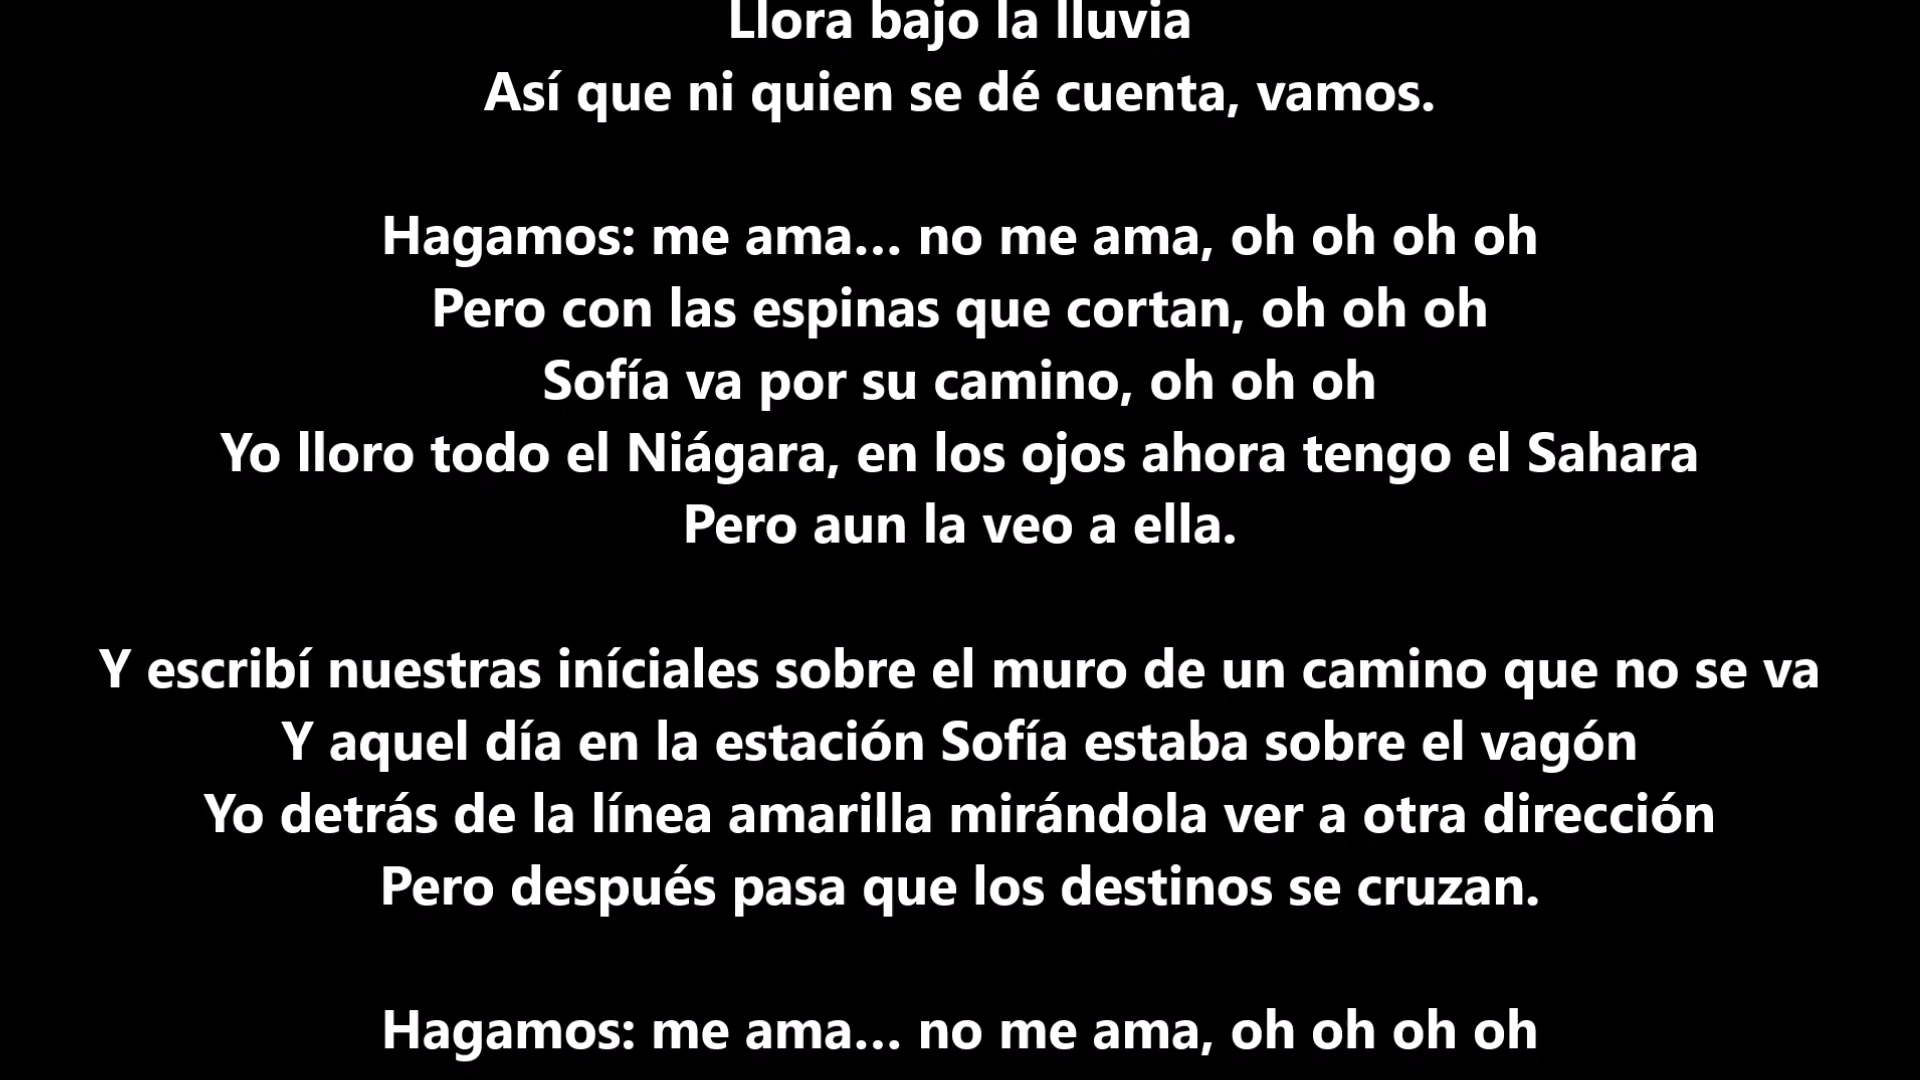 Llora bajo la lluvia
Así que ni quien se dé cuenta, vamos.
Hagamos: me ama... no me ama, oh oh oh oh
Pero con las espinas que cortan, oh oh oh
Sofía va por su camino, oh oh oh
Yo lloro todo el Niágara, en los ojos ahora tengo el Sahara
Pero aun la veo a ella.
Y escribí nuestras iníciales sobre el muro de un camino que no se va
Y aquel día en la estación Sofía estaba sobre el vagón
Yo detrás de la línea amarilla mirándola ver a otra dirección
Pero después pasa que los destinos se cruzan.
Hagamos: me ama... no me ama, oh oh oh oh